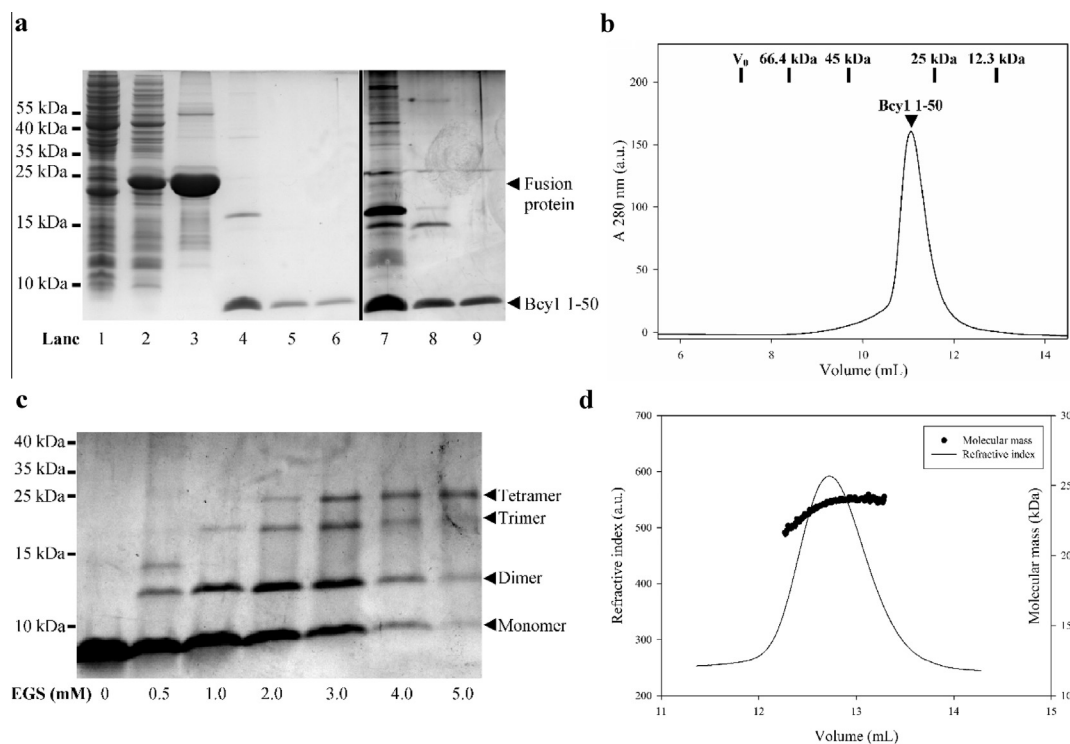 a
55 kDa
40 kDa
35 kDa
25 kDa
15 kDa
10 kDa
Fusion
protein
Bcy1 1-50
Lane 1 2 3 4 5 6 7 8 9
b
V₀ 66.4 kDa 45 kDa 25 kDa 12.3 kDa
Bcy1 1-50
A 280 nm (a.u.)
200
150
100
50
0
6 8 10 12 14
Volume (mL)
c
40 kDa
35 kDa
25 kDa
15 kDa
10 kDa
Tetramer
Trimer
Dimer
Monomer
EGS (mM) 0 0.5 1.0 2.0 3.0 4.0 5.0
d
Molecular mass
Refractive index
Refractive index (a.u.)
700
600
500
400
300
200
Molecular mass (kDa)
30
25
20
15
10
11 12 13 14 15
Volume (mL)